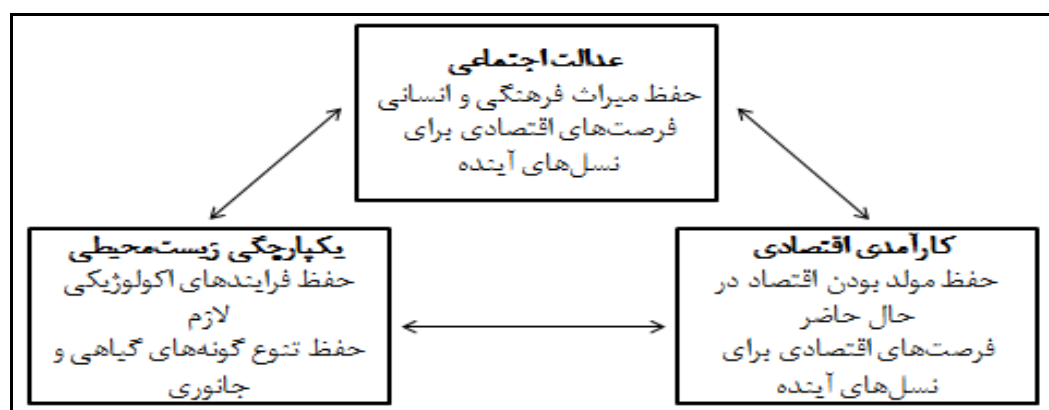 عدالت اجتماعی
حفظ میراث فرهنگی و انسانی
فرصت‌های اقتصادی برای
نسل‌های آینده
کارآمدی اقتصادی
حفظ مولد بودن اقتصاد در
حال حاضر
فرصت‌های اقتصادی برای
نسل‌های آینده
یکپارچگی زیست‌محیطی
حفظ فرایندهای اکولوژیکی
لازم
حفظ تنوع گونه‌های گیاهی و
جانوری